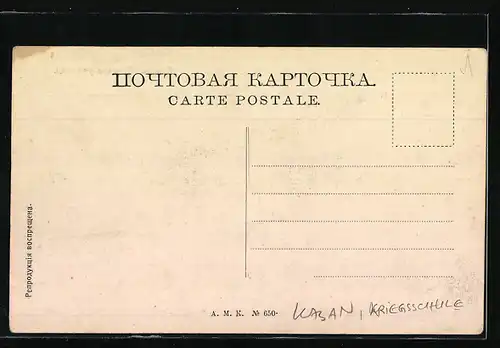 ПОЧТОВАЯ КАРТОЧКА.
CARTE POSTALE.
Репродукція воспрещена.
А. М. К. № 650·
KAZAN, KRIEGSSCHULE